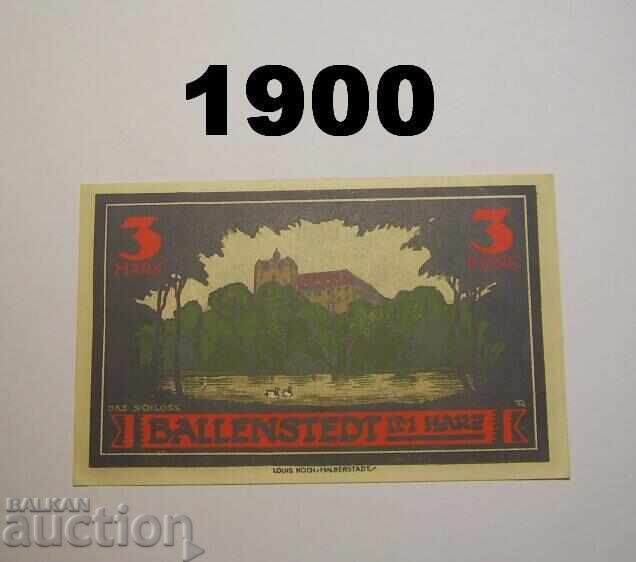 1900
3
MARK
3
MARK
DAS SCHLOSS
BALLENSTEDT IM HARZ
LOUIS KOCH, HALBERSTADT
BALKAN
auction